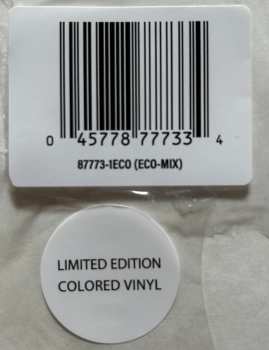 0 45778 77733 4
87773-1ECO (ECO-MIX)
LIMITED EDITION
COLORED VINYL